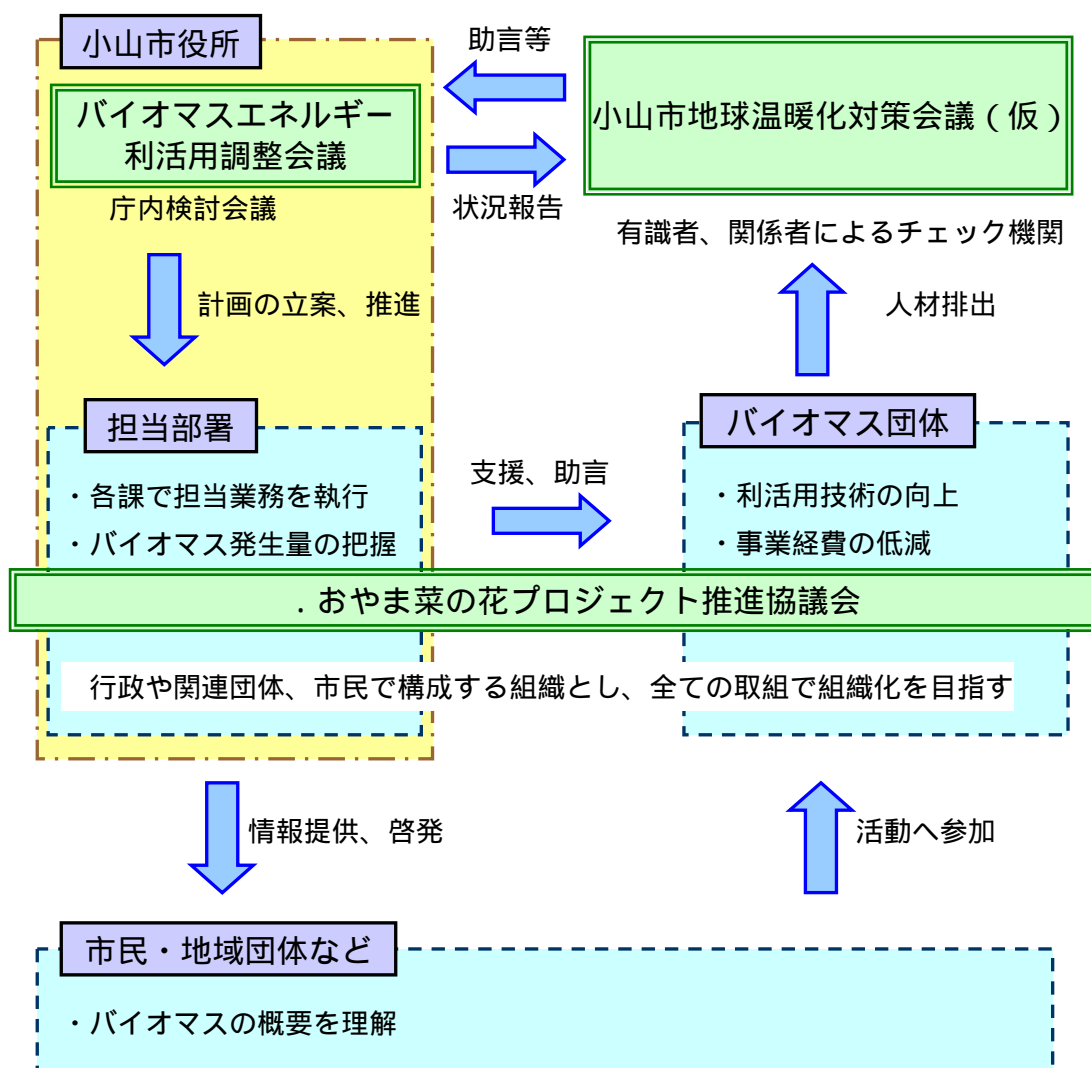 小山市役所
助言等
バイオマスエネルギー
利活用調整会議
小山市地球温暖化対策会議（仮）
庁内検討会議
状況報告
有識者、関係者によるチェック機関
計画の立案、推進
人材排出
担当部署
バイオマス団体
・各課で担当業務を執行
・バイオマス発生量の把握
支援、助言
・利活用技術の向上
・事業経費の低減
．おやま菜の花プロジェクト推進協議会
行政や関連団体、市民で構成する組織とし、全ての取組で組織化を目指す
情報提供、啓発
活動へ参加
市民・地域団体など
・バイオマスの概要を理解